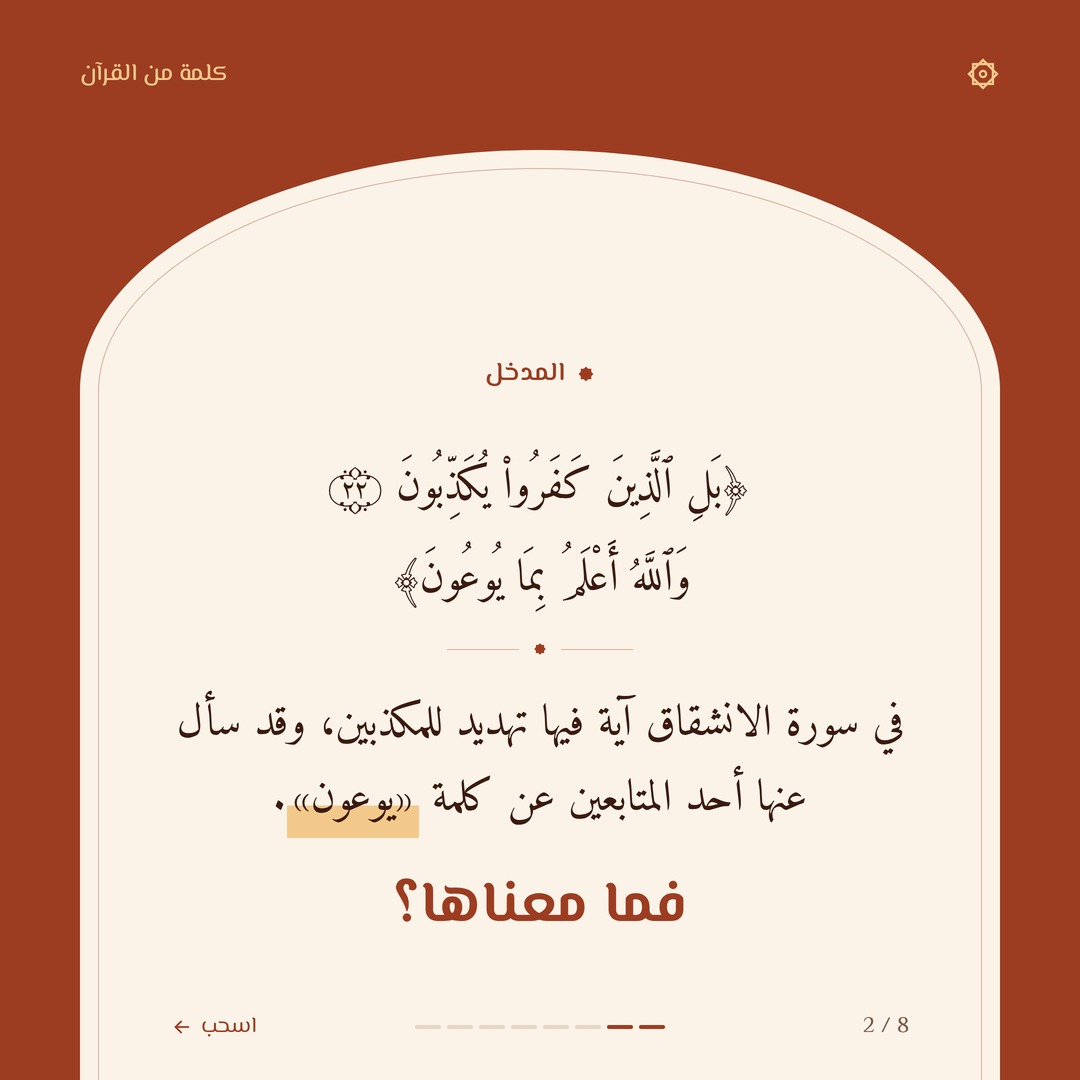 كلمة من القرآن
المدخل
﴿بَلِ ٱلَّذِينَ كَفَرُواْ يُكَذِّبُونَ ٢٢
وَٱللَّهُ أَعْلَمُ بِمَا يُوعُونَ﴾
في سورة الانشقاق آية فيها تهديد للمكذبين، وقد سأل
عنها أحد المتابعين عن كلمة ((يوعون)).
فما معناها؟
2 / 8
اسحب ←